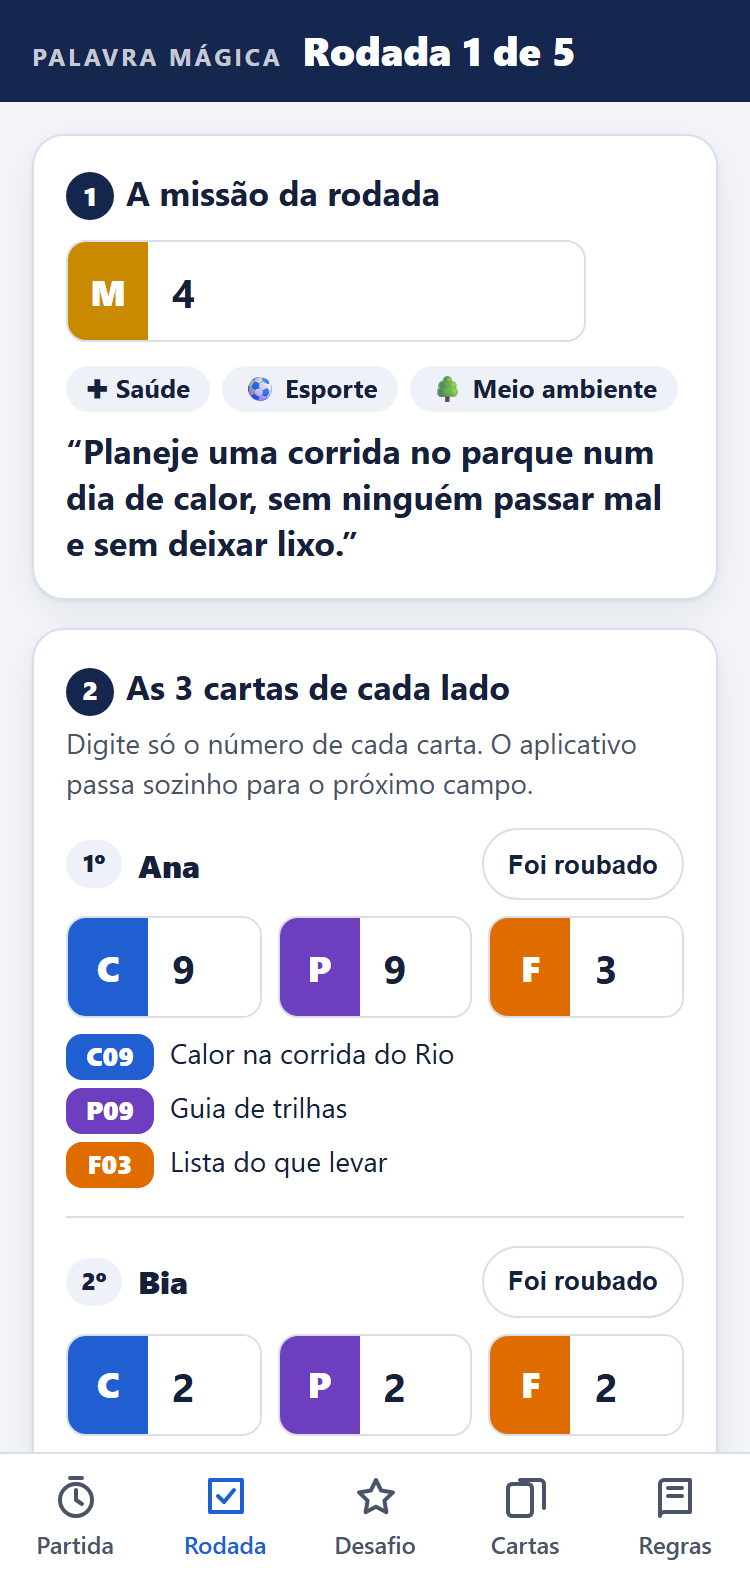 PALAVRA MÁGICA Rodada 1 de 5
1 A missão da rodada
M 4
Saúde Esporte Meio ambiente
“Planeje uma corrida no parque num
dia de calor, sem ninguém passar mal
e sem deixar lixo.”
2 As 3 cartas de cada lado
Digite só o número de cada carta. O aplicativo
passa sozinho para o próximo campo.
1º Ana Foi roubado
C 9 P 9 F 3
C09 Calor na corrida do Rio
P09 Guia de trilhas
F03 Lista do que levar
2º Bia Foi roubado
C 2 P 2 F 2
Partida Rodada Desafio Cartas Regras